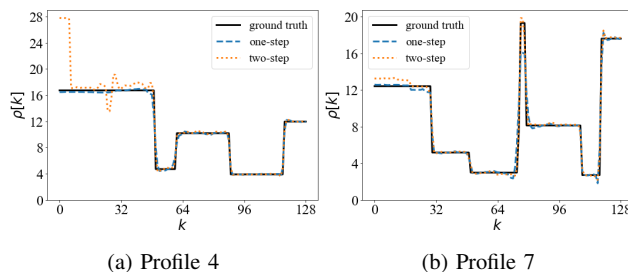 28
24
20
16
12
8
4
0
ρ[k]
ground truth
one-step
two-step
0 32 64 96 128
k
(a) Profile 4
20
16
12
8
4
0
ρ[k]
ground truth
one-step
two-step
0 32 64 96 128
k
(b) Profile 7